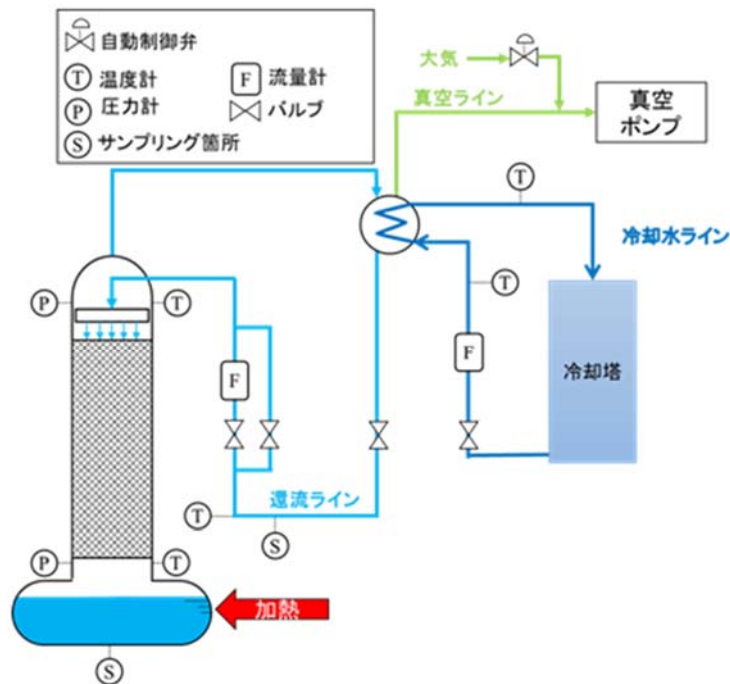 自動制御弁
T 温度計
F 流量計
P 圧力計
バルブ
S サンプリング箇所
大気
真空ライン
真空
ポンプ
T
冷却水ライン
T
P
T
F
F
冷却塔
還流ライン
T
S
P
T
加熱
S